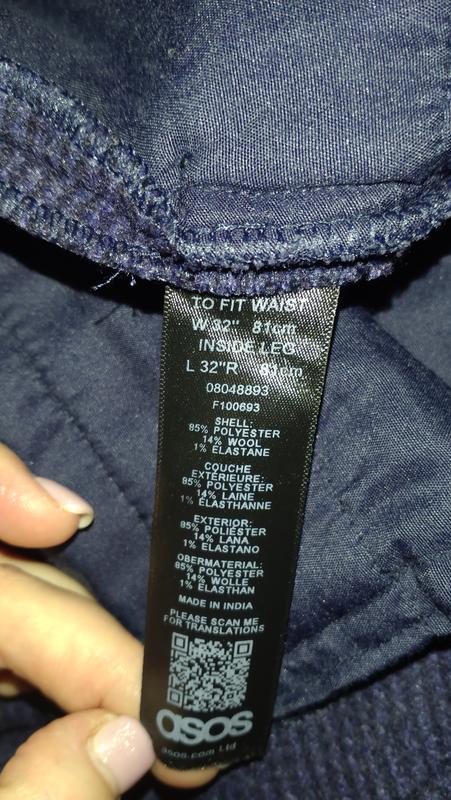 TO FIT WAIST
W 32" 81cm
INSIDE LEG
L 32"R 81cm
08048893
F100693
SHELL:
85% POLYESTER
14% WOOL
1% ELASTANE
COUCHE
EXTÉRIEURE:
85% POLYESTER
14% LAINE
1% ELASTHANNE
EXTERIOR:
85% POLIÉSTER
14% LANA
1% ELASTANO
OBERMATERIAL:
85% POLYESTER
14% WOLLE
1% ELASTHAN
MADE IN INDIA
PLEASE SCAN ME
FOR TRANSLATIONS
asos
asos.com Ltd